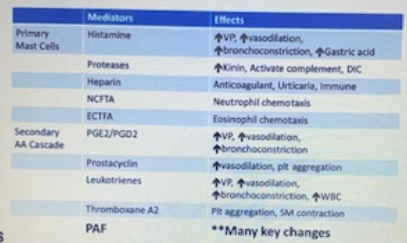 Mediators Effects
Primary Histamine ↑VP, ↑vasodilation,
Mast Cells ↑bronchoconstriction, ↑Gastric acid
Proteases ↑Kinin, Activate complement, DIC
Heparin Anticoagulant, Urticaria, Immune
NCFTA Neutrophil chemotaxis
ECTFA Eosinophil chemotaxis
Secondary PGE2/PGD2 ↑VP, ↑vasodilation,
AA Cascade ↑bronchoconstriction
Prostacyclin ↑vasodilation, plt aggregation
Leukotrienes ↑VP, ↑vasodilation,
↑bronchoconstriction, ↑WBC
Thromboxane A2 Plt aggregation, SM contraction
s PAF **Many key changes